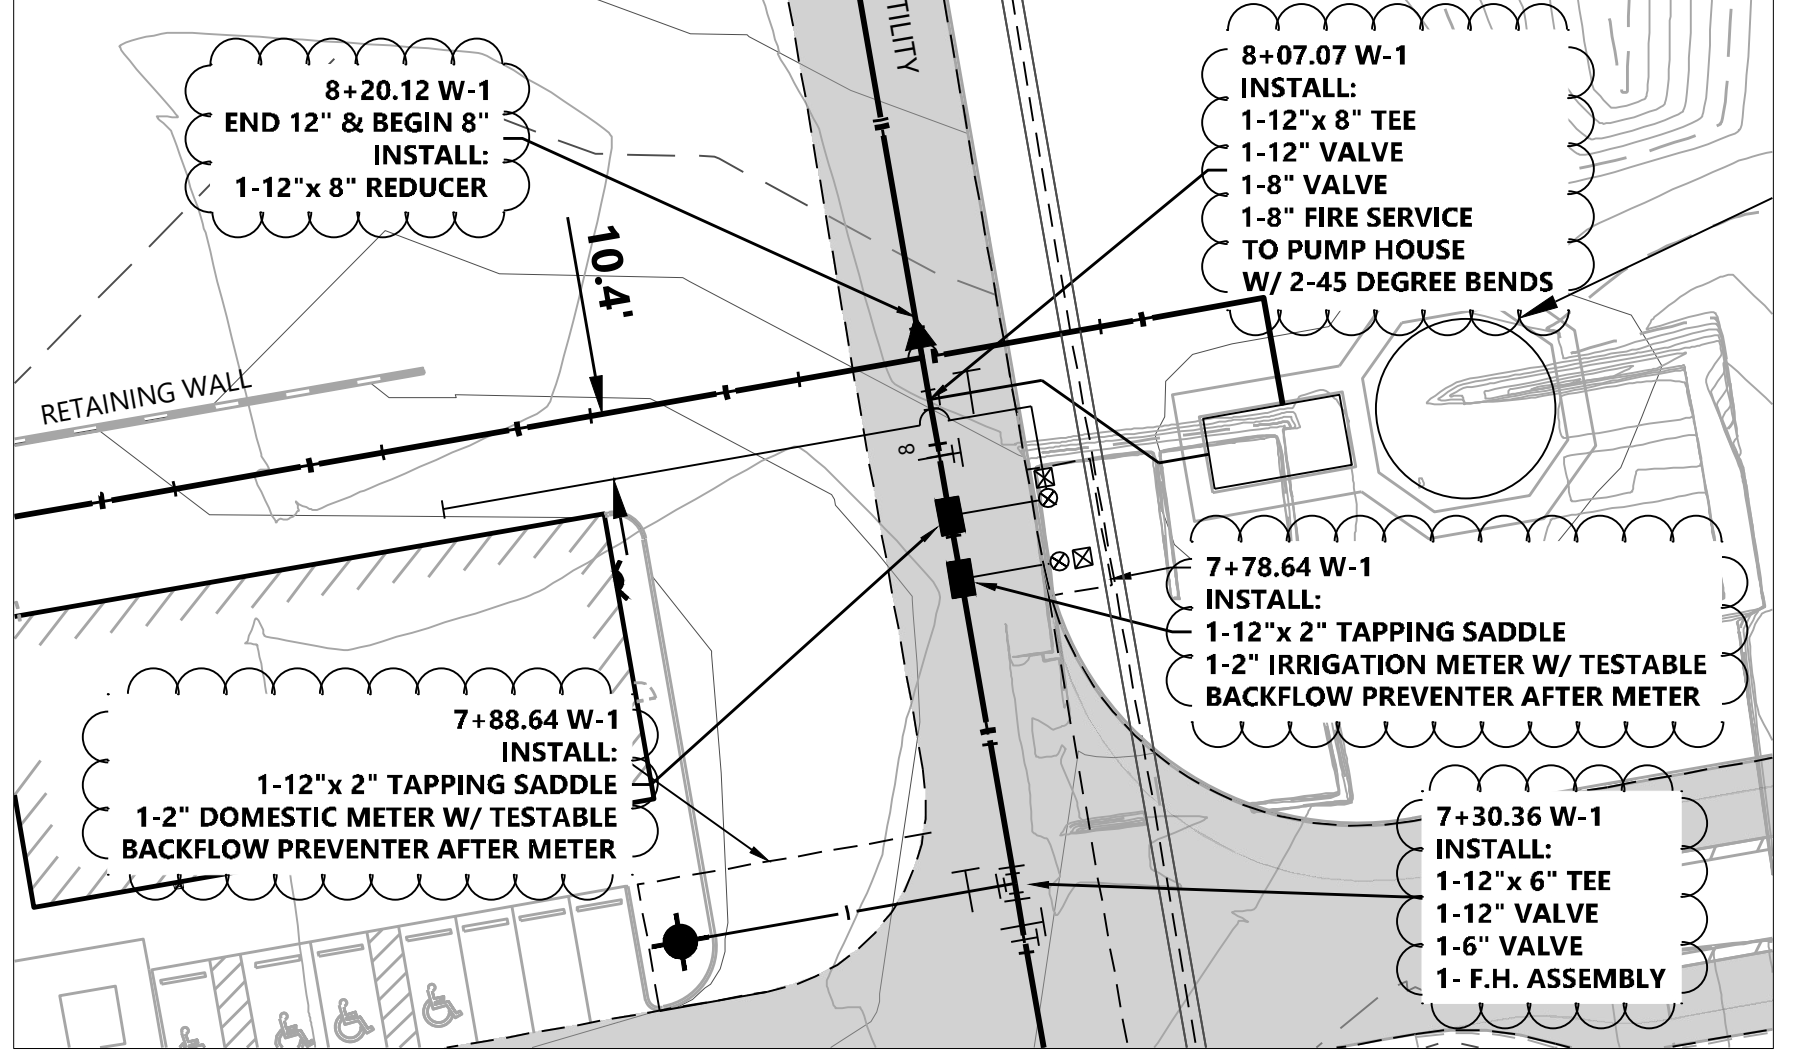 TILITY
8+20.12 W-1
END 12" & BEGIN 8"
INSTALL:
1-12"x 8" REDUCER
8+07.07 W-1
INSTALL:
1-12"x 8" TEE
1-12" VALVE
1-8" VALVE
1-8" FIRE SERVICE
TO PUMP HOUSE
W/ 2-45 DEGREE BENDS
10.4'
RETAINING WALL
8
7+78.64 W-1
INSTALL:
1-12"x 2" TAPPING SADDLE
1-2" IRRIGATION METER W/ TESTABLE
BACKFLOW PREVENTER AFTER METER
7+88.64 W-1
INSTALL:
1-12"x 2" TAPPING SADDLE
1-2" DOMESTIC METER W/ TESTABLE
BACKFLOW PREVENTER AFTER METER
7+30.36 W-1
INSTALL:
1-12"x 6" TEE
1-12" VALVE
1-6" VALVE
1- F.H. ASSEMBLY